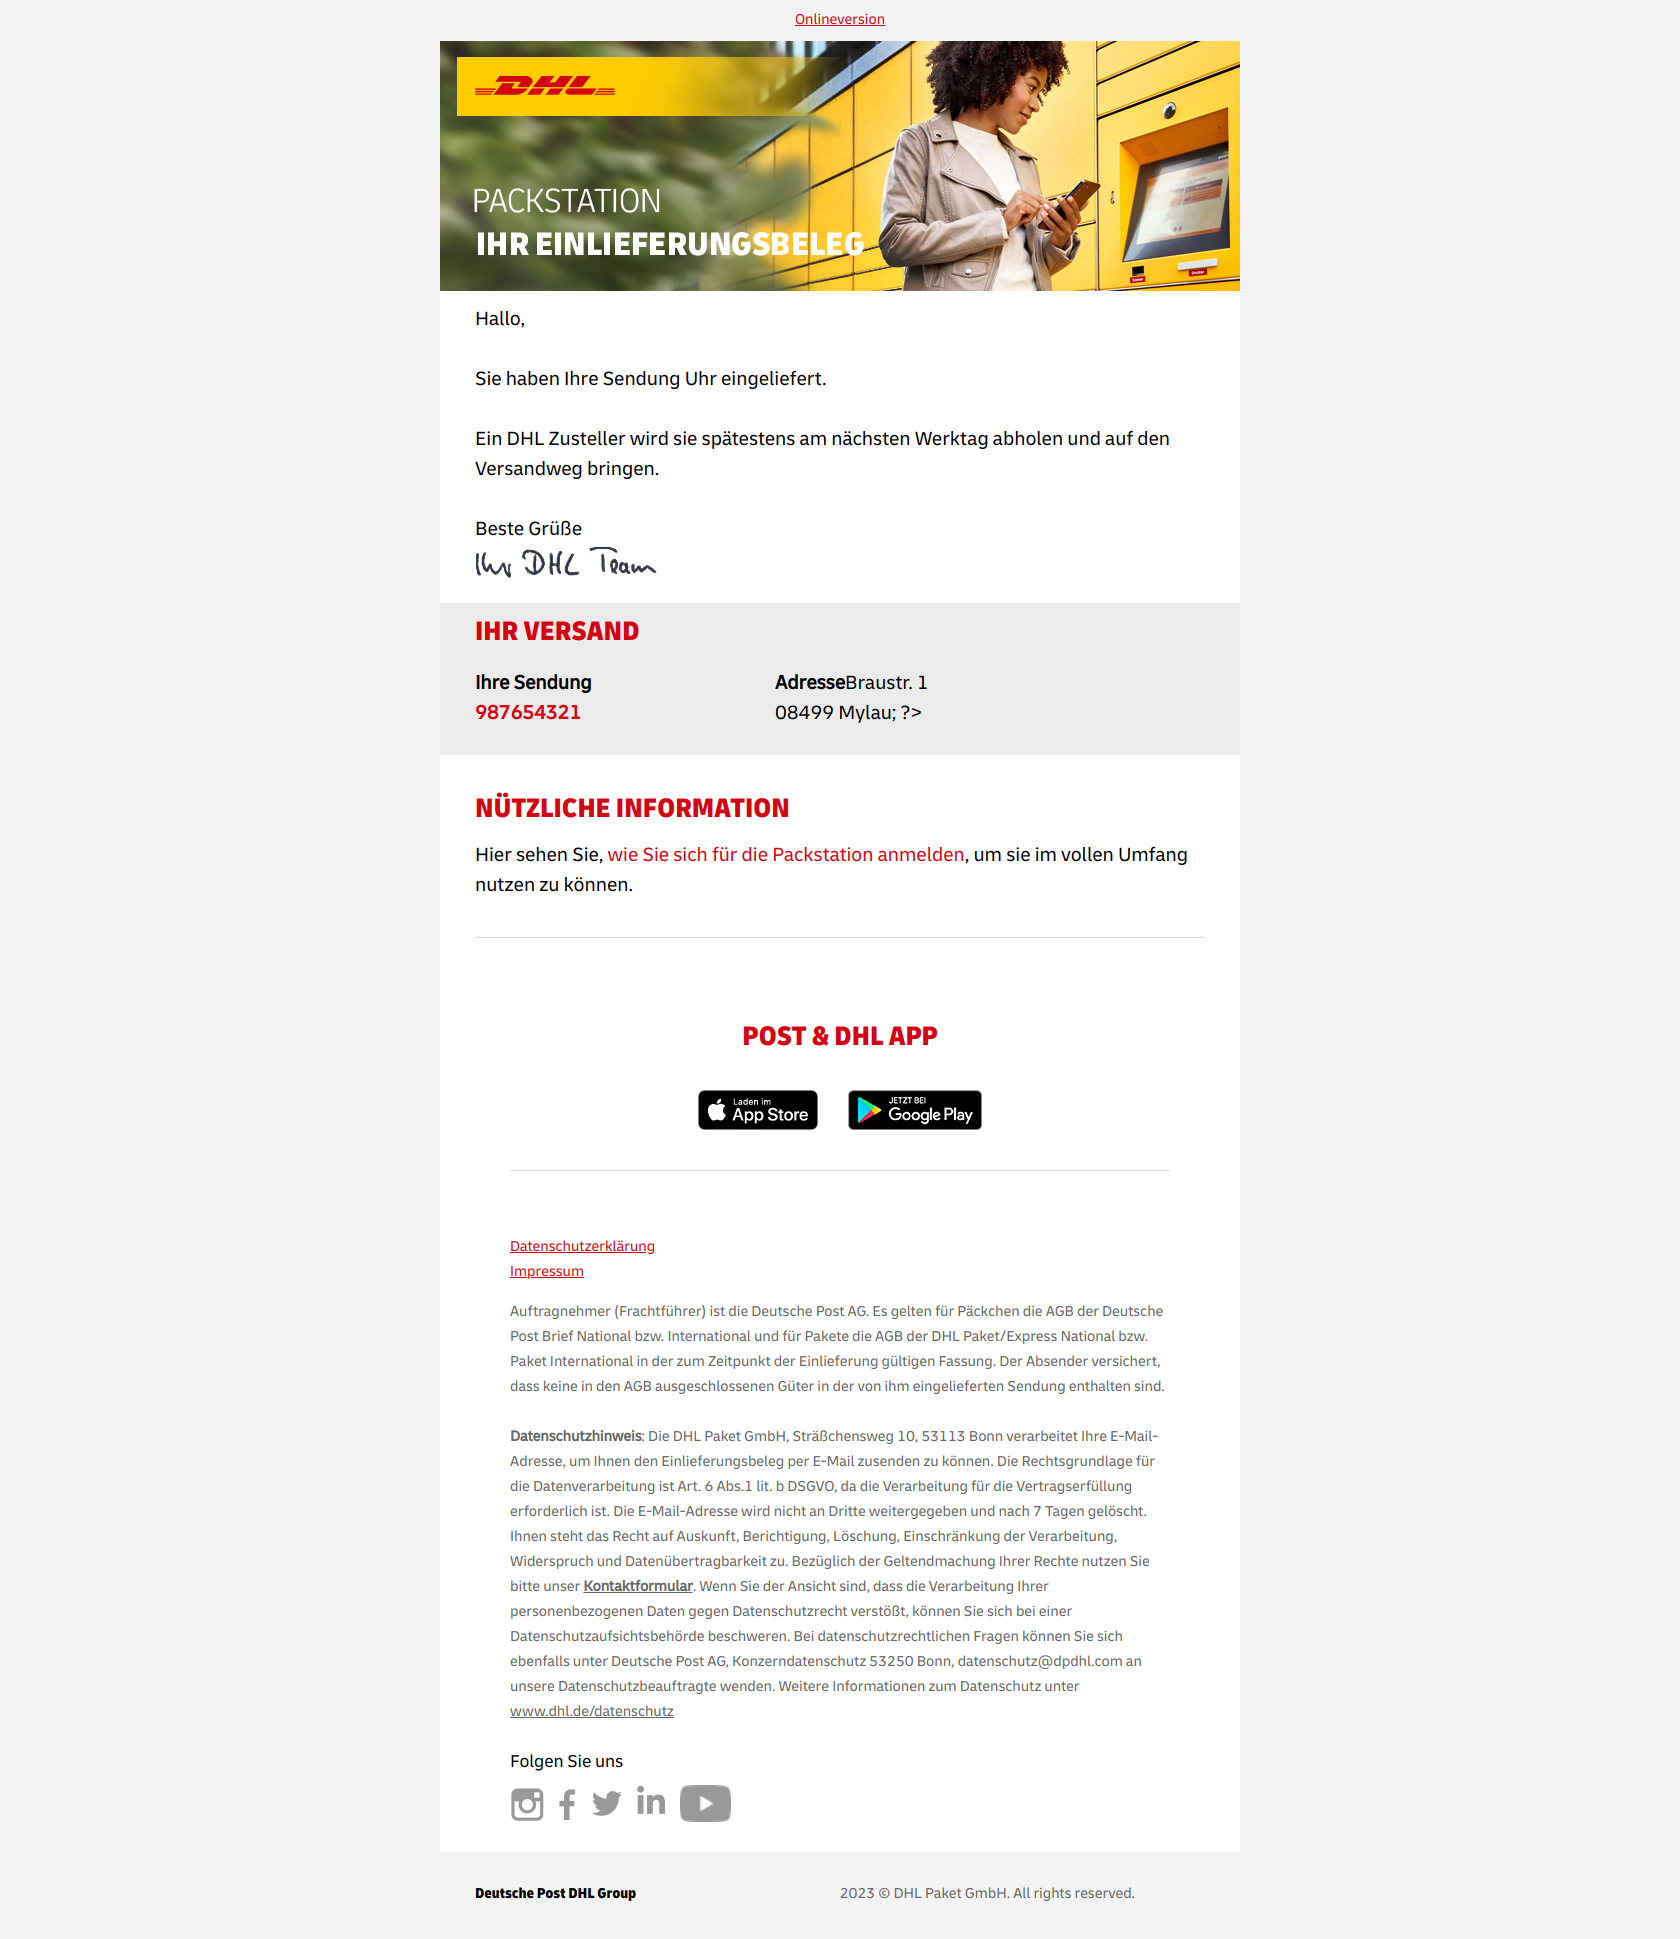 Onlineversion
DHL
PACKSTATION
IHR EINLIEFERUNGSBELEG
Hallo,
Sie haben Ihre Sendung Uhr eingeliefert.
Ein DHL Zusteller wird sie spätestens am nächsten Werktag abholen und auf den
Versandweg bringen.
Beste Grüße
Ihr DHL Team
IHR VERSAND
Ihre Sendung
987654321
AdresseBraustr. 1
08499 Mylau; ?>
NÜTZLICHE INFORMATION
Hier sehen Sie, wie Sie sich für die Packstation anmelden, um sie im vollen Umfang
nutzen zu können.
POST & DHL APP
Laden im
App Store
JETZT BEI
Google Play
Datenschutzerklärung
Impressum
Auftragnehmer (Frachtführer) ist die Deutsche Post AG. Es gelten für Päckchen die AGB der Deutsche
Post Brief National bzw. International und für Pakete die AGB der DHL Paket/Express National bzw.
Paket International in der zum Zeitpunkt der Einlieferung gültigen Fassung. Der Absender versichert,
dass keine in den AGB ausgeschlossenen Güter in der von ihm eingelieferten Sendung enthalten sind.
Datenschutzhinweis: Die DHL Paket GmbH, Sträßchensweg 10, 53113 Bonn verarbeitet Ihre E-Mail-
Adresse, um Ihnen den Einlieferungsbeleg per E-Mail zusenden zu können. Die Rechtsgrundlage für
die Datenverarbeitung ist Art. 6 Abs.1 lit. b DSGVO, da die Verarbeitung für die Vertragserfüllung
erforderlich ist. Die E-Mail-Adresse wird nicht an Dritte weitergegeben und nach 7 Tagen gelöscht.
Ihnen steht das Recht auf Auskunft, Berichtigung, Löschung, Einschränkung der Verarbeitung,
Widerspruch und Datenübertragbarkeit zu. Bezüglich der Geltendmachung Ihrer Rechte nutzen Sie
bitte unser Kontaktformular. Wenn Sie der Ansicht sind, dass die Verarbeitung Ihrer
personenbezogenen Daten gegen Datenschutzrecht verstößt, können Sie sich bei einer
Datenschutzaufsichtsbehörde beschweren. Bei datenschutzrechtlichen Fragen können Sie sich
ebenfalls unter Deutsche Post AG, Konzerndatenschutz 53250 Bonn, datenschutz@dpdhl.com an
unsere Datenschutzbeauftragte wenden. Weitere Informationen zum Datenschutz unter
www.dhl.de/datenschutz
Folgen Sie uns
Deutsche Post DHL Group
2023 © DHL Paket GmbH. All rights reserved.